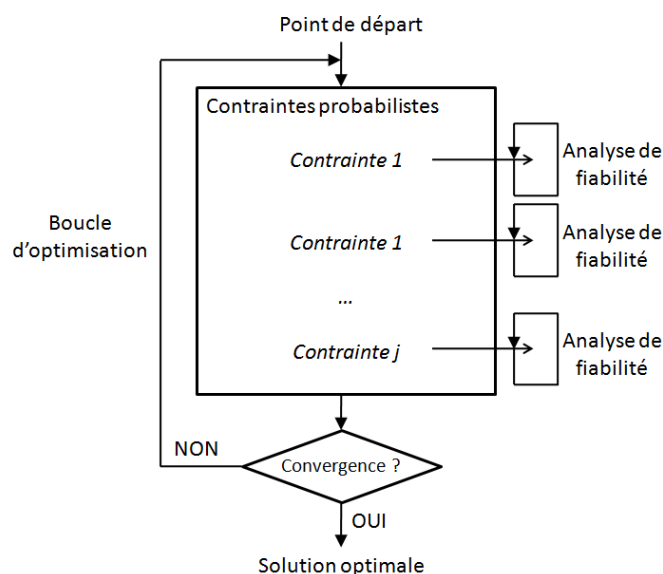 Point de départ
Contraintes probabilistes
Contrainte 1
Analyse de
fiabilité
Boucle
d'optimisation
Contrainte 1
Analyse de
fiabilité
...
Contrainte j
Analyse de
fiabilité
NON
Convergence ?
OUI
Solution optimale